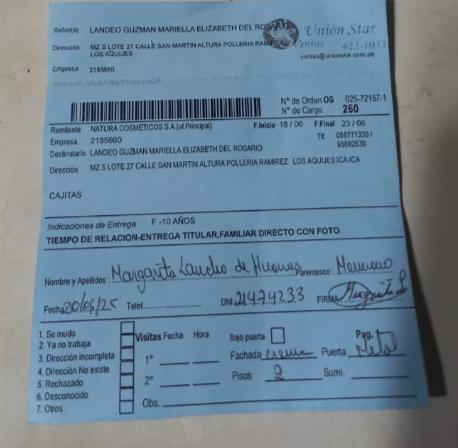 Señor(a) LANDEO GUZMAN MARIELLA ELIZABETH DEL ROSARIO
Unión Star
Ventas 422-1033
ventas@unionstar.com.pe
Dirección MZ S LOTE 27 CALLE SAN MARTIN ALTURA POLLERIA RAMIREZ
LOS AQUIJES
Empresa 2185660
N° de Orden OS 025-72157-1
N° de Cargo 260
Remitente NATURA COSMETICOS S.A.(of.Principal) F.Inicio 18 / 06 F.Final 23 / 06
Empresa 2185660 Tlf: 056771330 /
Destinatario LANDEO GUZMAN MARIELLA ELIZABETH DEL ROSARIO 95692630
Dirección MZ S LOTE 27 CALLE SAN MARTIN ALTURA POLLERIA RAMIREZ LOS AQUIJES ICA ICA
CAJITAS
Indicaciones de Entrega F -10 AÑOS
TIEMPO DE RELACION-ENTREGA TITULAR,FAMILIAR DIRECTO CON FOTO
Nombre y Apellidos : Margarita Landeo de Parentesco :
Fecha 20/06/25 Telef. DNI 21474233 FIRMA
1. Se mudo Visitas Fecha Hora Bajo puerta Pag. 1
2. Ya no trabaja
3. Dirección incompleta 1° Fachada crema Puerta Metal
4. Dirección No existe
5. Rechazado 2° Pisos 2 Sumi.
6. Desconocido
7. Otros Obs.